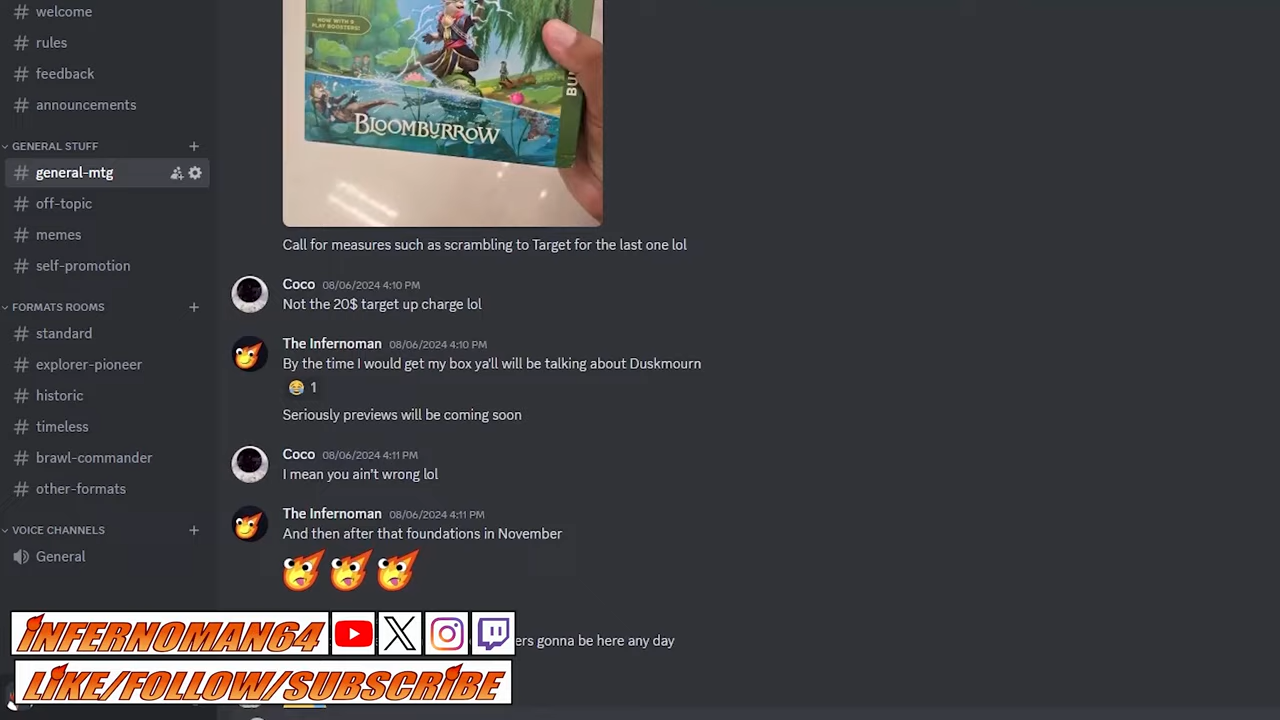 # welcome
# rules
# feedback
# announcements
GENERAL STUFF +
# general-mtg
# off-topic
# memes
# self-promotion
FORMATS ROOMS +
# standard
# explorer-pioneer
# historic
# timeless
# brawl-commander
# other-formats
VOICE CHANNELS +
General
NOW WITH 9
PLAY BOOSTERS!
BLOOMBURROW
BU
Call for measures such as scrambling to Target for the last one lol
Coco 08/06/2024 4:10 PM
Not the 20$ target up charge lol
The Infernoman 08/06/2024 4:10 PM
By the time I would get my box ya'll will be talking about Duskmourn
1
Seriously previews will be coming soon
Coco 08/06/2024 4:11 PM
I mean you ain't wrong lol
The Infernoman 08/06/2024 4:11 PM
And then after that foundations in November
ers gonna be here any day
iNFERNOMAN64
LiKE/FOLLOW/SUBSCRiBE